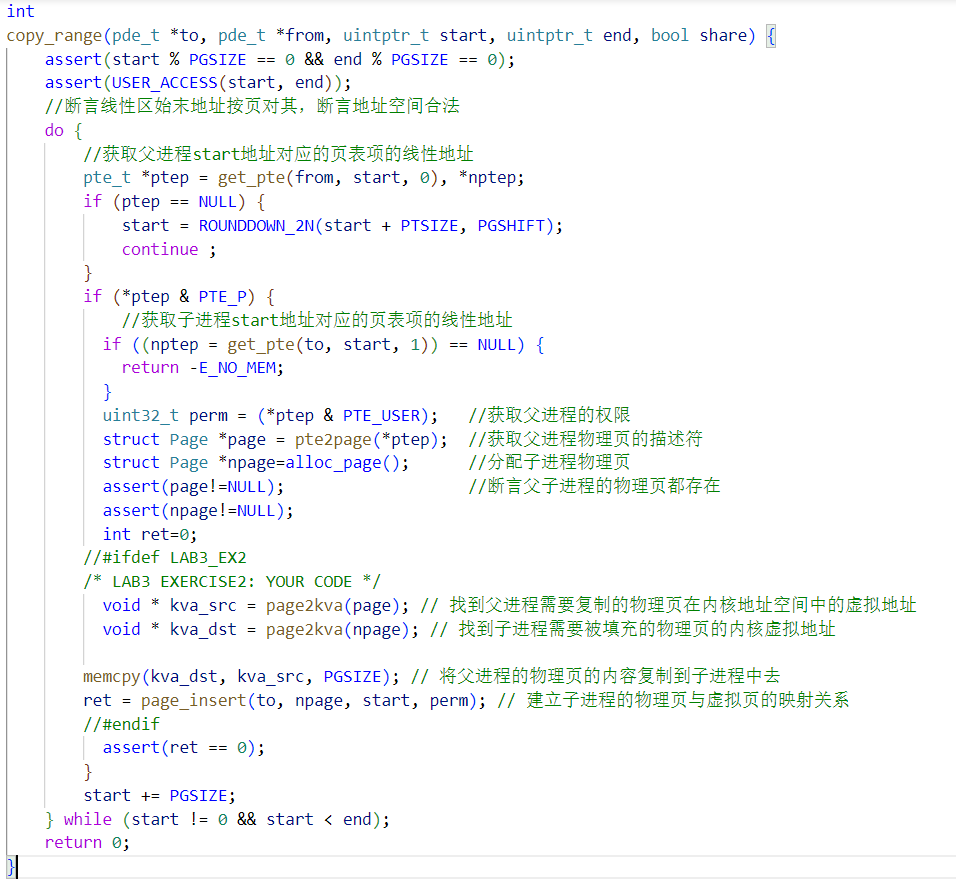 int
copy_range(pde_t *to, pde_t *from, uintptr_t start, uintptr_t end, bool share) {
    assert(start % PGSIZE == 0 && end % PGSIZE == 0);
    assert(USER_ACCESS(start, end));
    //断言线性区始末地址按页对其，断言地址空间合法
    do {
        //获取父进程start地址对应的页表项的线性地址
        pte_t *ptep = get_pte(from, start, 0), *nptep;
        if (ptep == NULL) {
            start = ROUNDDOWN_2N(start + PTSIZE, PGSHIFT);
            continue ;
        }
        if (*ptep & PTE_P) {
            //获取子进程start地址对应的页表项的线性地址
          if ((nptep = get_pte(to, start, 1)) == NULL) {
            return -E_NO_MEM;
          }
          uint32_t perm = (*ptep & PTE_USER);   //获取父进程的权限
          struct Page *page = pte2page(*ptep);  //获取父进程物理页的描述符
          struct Page *npage=alloc_page();      //分配子进程物理页
          assert(page!=NULL);                   //断言父子进程的物理页都存在
          assert(npage!=NULL);
          int ret=0;
        //#ifdef LAB3_EX2
        /* LAB3 EXERCISE2: YOUR CODE */
          void * kva_src = page2kva(page); // 找到父进程需要复制的物理页在内核地址空间中的虚拟地址
          void * kva_dst = page2kva(npage); // 找到子进程需要被填充的物理页的内核虚拟地址
        memcpy(kva_dst, kva_src, PGSIZE); // 将父进程的物理页的内容复制到子进程中去
        ret = page_insert(to, npage, start, perm); // 建立子进程的物理页与虚拟页的映射关系
        //#endif
          assert(ret == 0);
        }
        start += PGSIZE;
    } while (start != 0 && start < end);
    return 0;
}